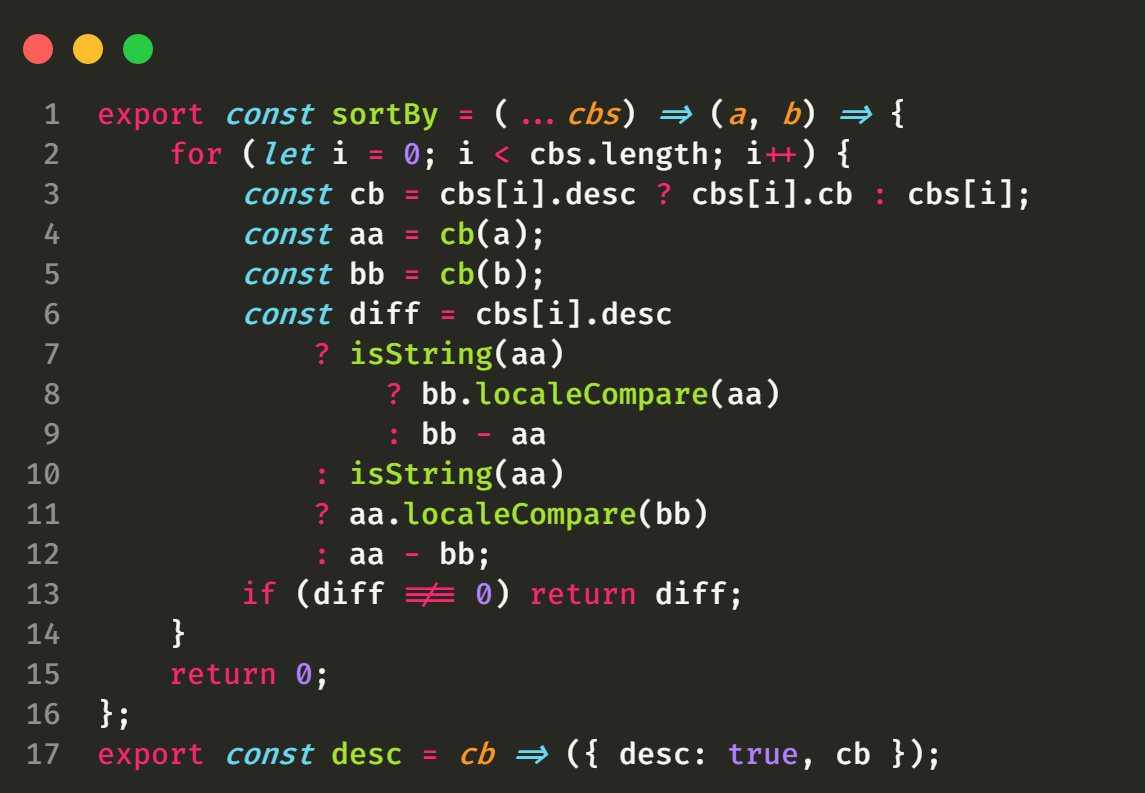 1 export const sortBy = (...cbs) => (a, b) => {
2     for (let i = 0; i < cbs.length; i++) {
3         const cb = cbs[i].desc ? cbs[i].cb : cbs[i];
4         const aa = cb(a);
5         const bb = cb(b);
6         const diff = cbs[i].desc
7             ? isString(aa)
8                 ? bb.localeCompare(aa)
9                 : bb - aa
10             : isString(aa)
11             ? aa.localeCompare(bb)
12             : aa - bb;
13         if (diff !== 0) return diff;
14     }
15     return 0;
16 };
17 export const desc = cb => ({ desc: true, cb });